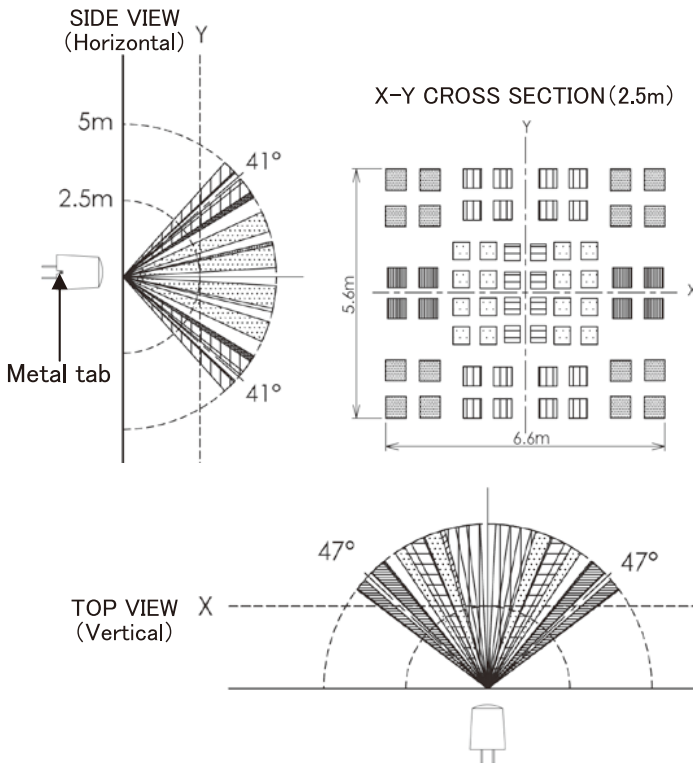 SIDE VIEW
(Horizontal)
Y
5m
41°
2.5m
Metal tab
41°
X-Y CROSS SECTION(2.5m)
Y
X
5.6m
6.6m
47°
47°
TOP VIEW
(Vertical)
X